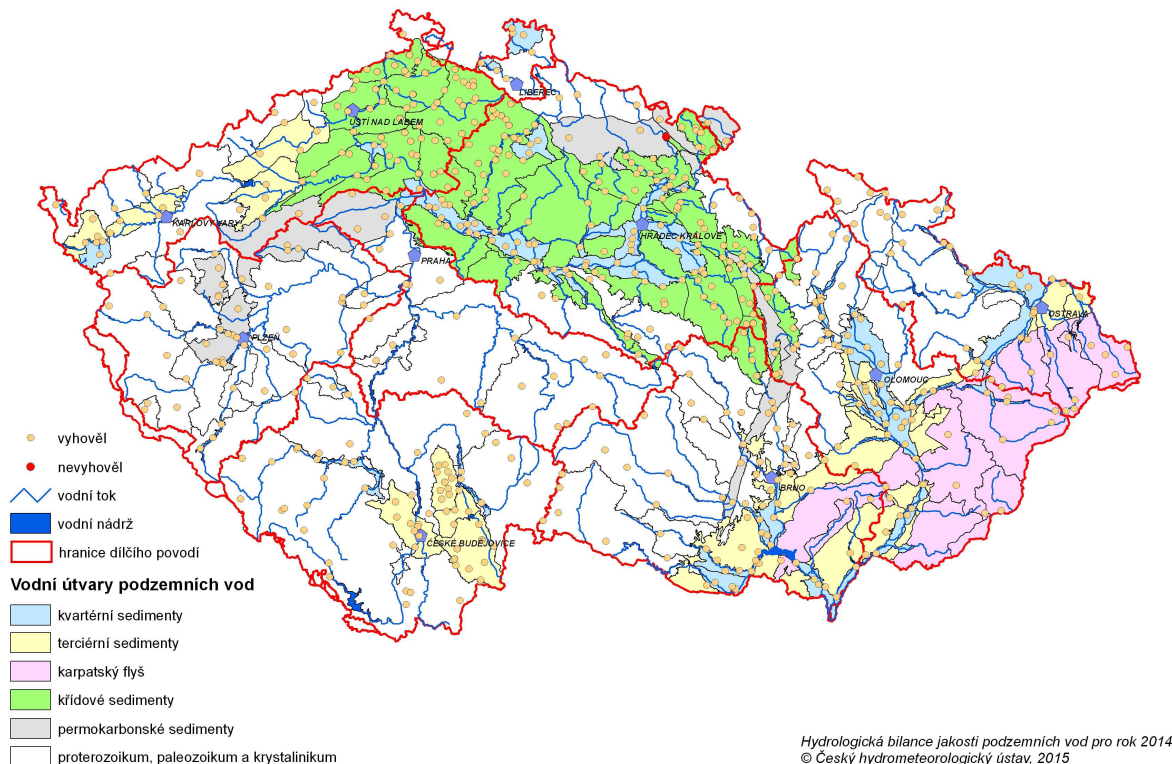 LIBEREC
ÚSTÍ NAD LABEM
KARLOVY VARY
HRADEC KRÁLOVÉ
PRAHA
OSTRAVA
PLZEŇ
OLOMOUC
BRNO
ČESKÉ BUDĚJOVICE
vyhověl
nevyhověl
vodní tok
vodní nádrž
hranice dílčího povodí
Vodní útvary podzemních vod
kvartérní sedimenty
terciérní sedimenty
karpatský flyš
křídové sedimenty
permokarbonské sedimenty
proterozoikum, paleozoikum a krystalinikum
Hydrologická bilance jakosti podzemních vod pro rok 2014
© Český hydrometeorologický ústav, 2015